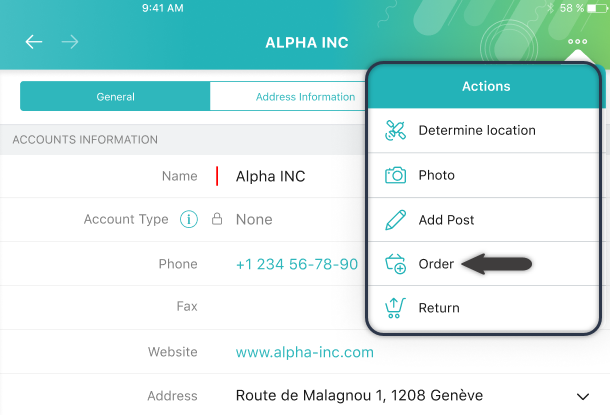 9:41 AM 58 %
ALPHA INC
Actions
General Address Information
Determine location
ACCOUNTS INFORMATION
Name Alpha INC
Photo
Account Type i None
Add Post
Phone +1 234 56-78-90
Order
Fax
Return
Website www.alpha-inc.com
Address Route de Malagnou 1, 1208 Genève